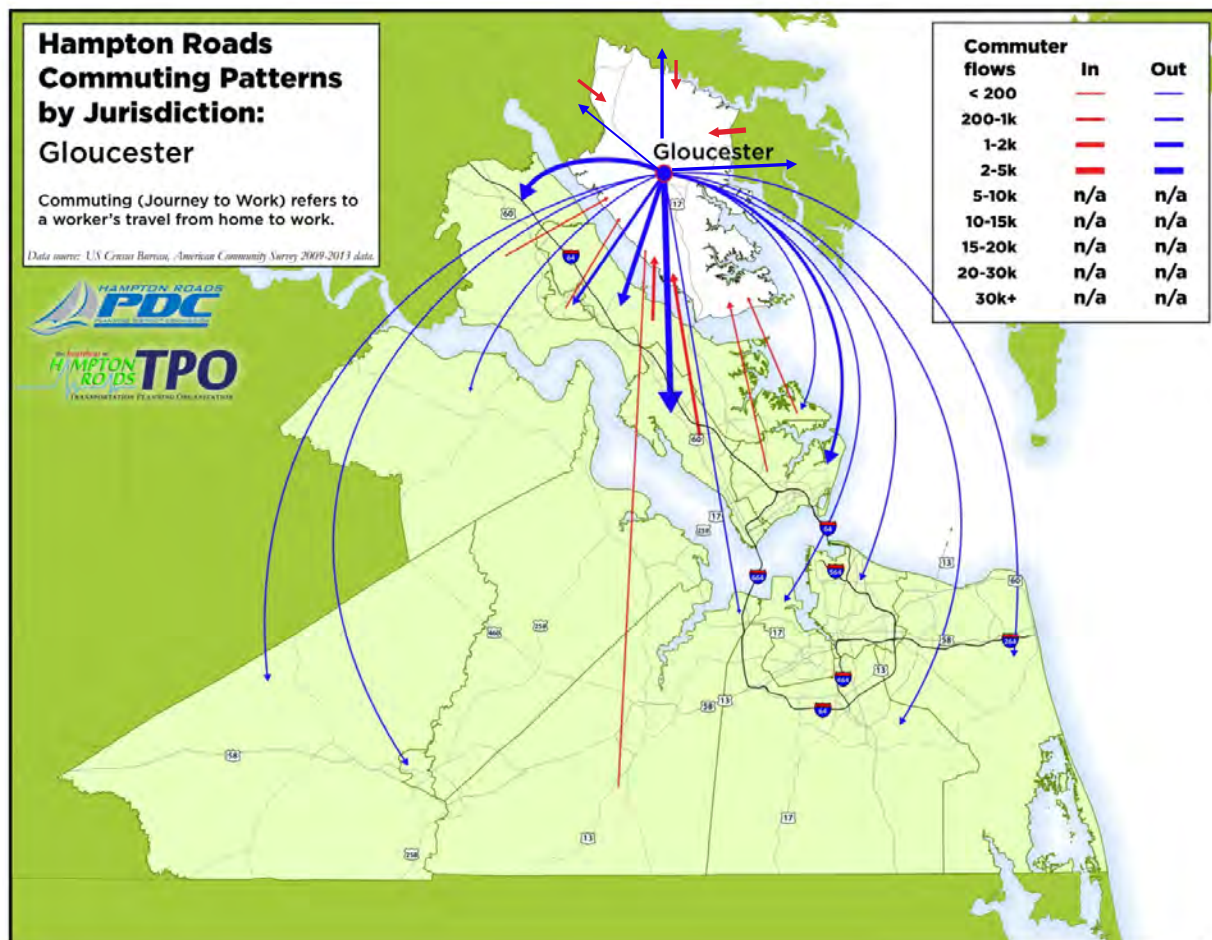 Hampton Roads
Commuting Patterns
by Jurisdiction:
Gloucester
Commuting (Journey to Work) refers to
a worker's travel from home to work.
Data source: US Census Bureau, American Community Survey 2009-2013 data.
HAMPTON ROADS
PDC
HAMPTON
ROADS
TPO
TRANSPORTATION PLANNING ORGANIZATION
Commuter
flows In Out
< 200
200-1k
1-2k
2-5k
5-10k n/a n/a
10-15k n/a n/a
15-20k n/a n/a
20-30k n/a n/a
30k+ n/a n/a
Gloucester
17
60
64
60
17
258
64
13
664
564
60
460
258
17
58
264
13
464
58
13
64
58
13
17
258